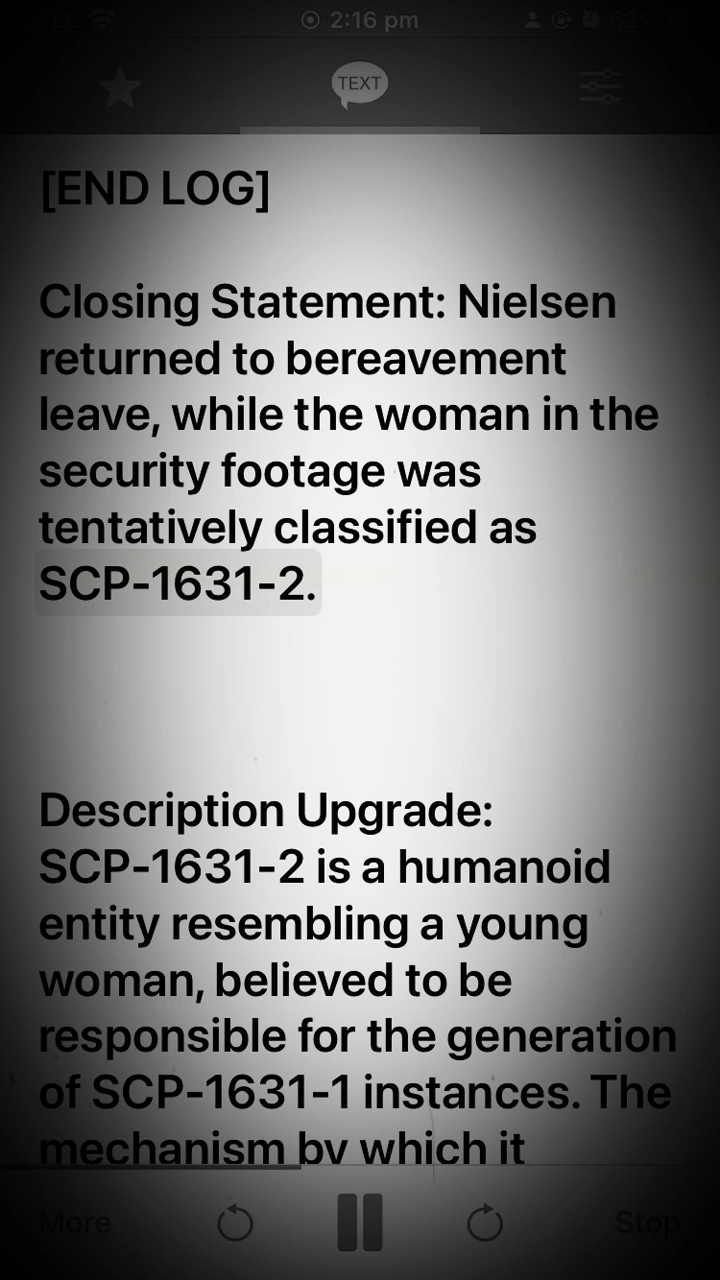 2:16 pm
TEXT
[END LOG]
Closing Statement: Nielsen
returned to bereavement
leave, while the woman in the
security footage was
tentatively classified as
SCP-1631-2.
Description Upgrade:
SCP-1631-2 is a humanoid
entity resembling a young
woman, believed to be
responsible for the generation
of SCP-1631-1 instances. The
mechanism by which it
More
Stop